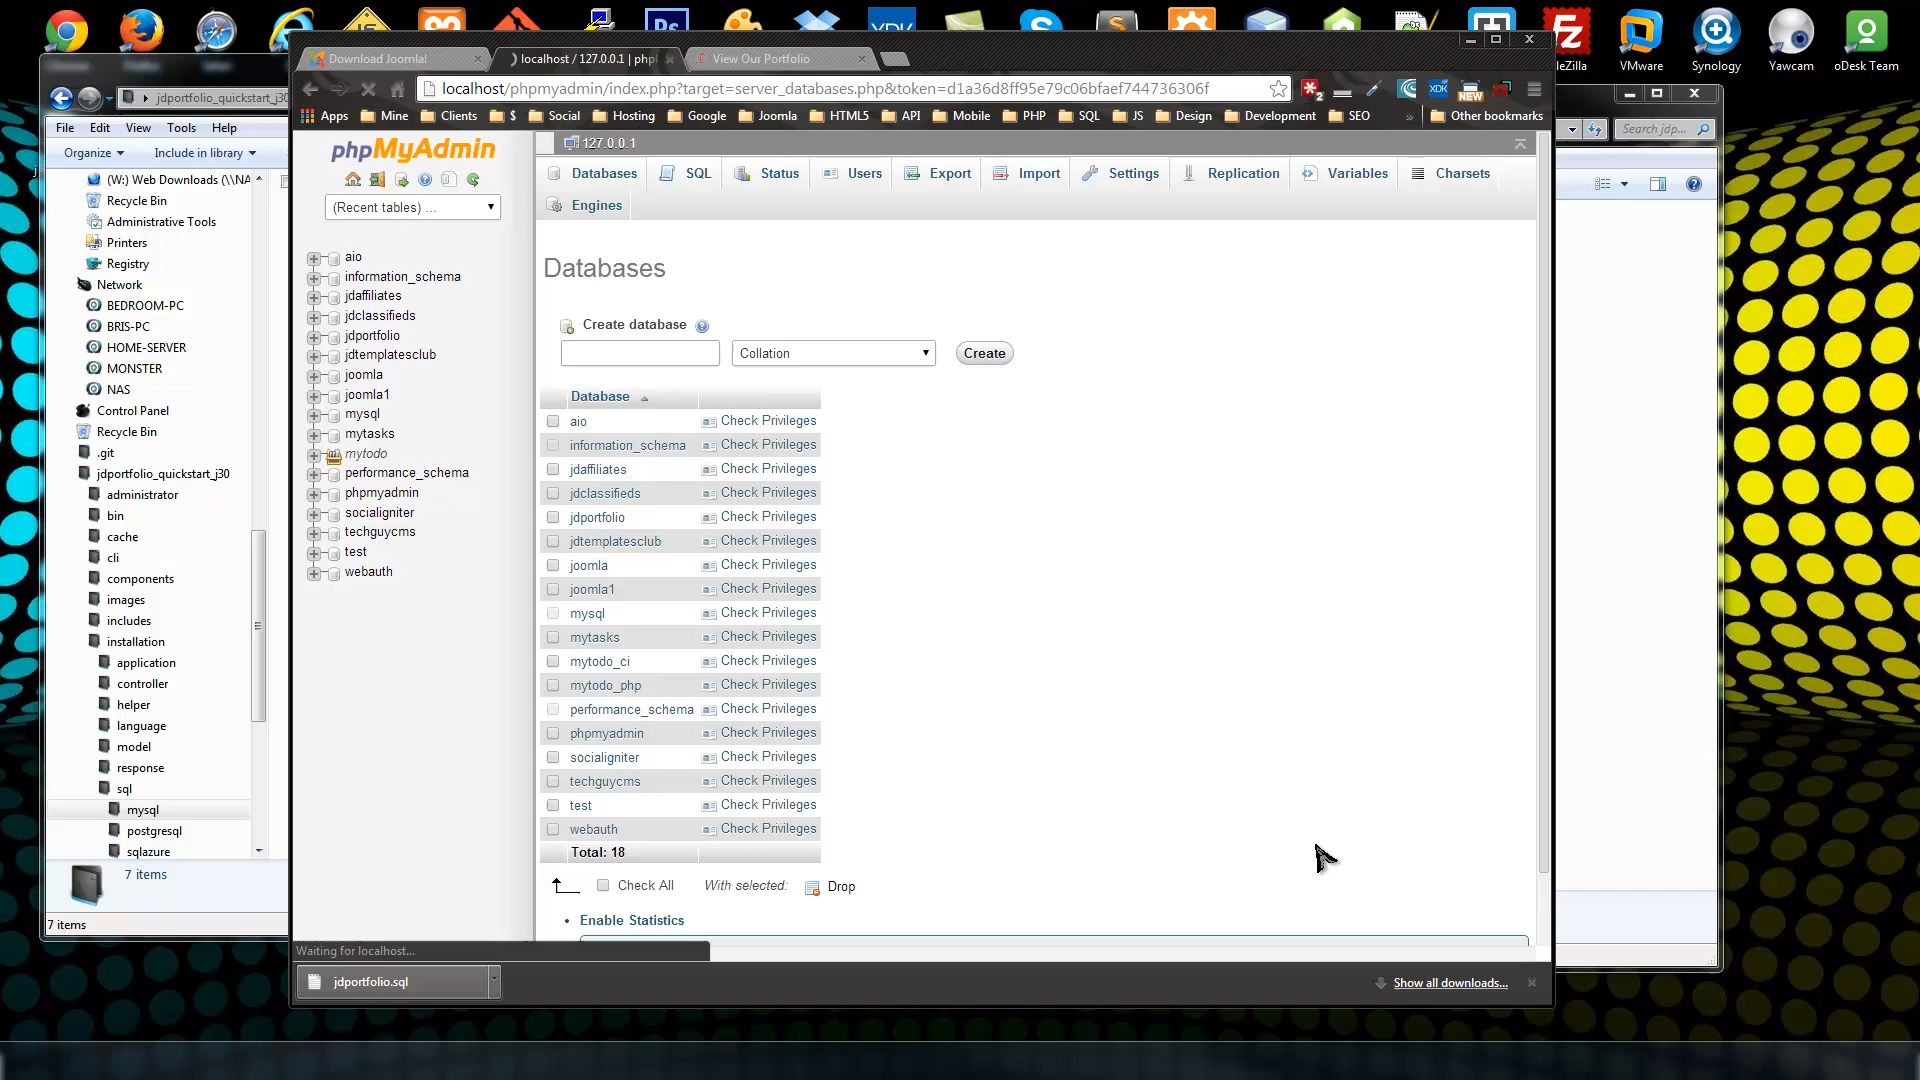 leZilla
VMware
Synology
Yawcam
oDesk Team
Download Joomla!
localhost / 127.0.0.1 | phpl
View Our Portfolio
jdportfolio_quickstart_j30
localhost/phpmyadmin/index.php?target=server_databases.php&token=d1a36d8ff95e79c06bfaef744736306f
Search jdp...
Apps
Mine
Clients
$
Social
Hosting
Google
Joomla
HTML5
API
Mobile
PHP
SQL
JS
Design
Development
SEO
»
Other bookmarks
File Edit View Tools Help
Organize
Include in library
(W:) Web Downloads (\\NA
Recycle Bin
Administrative Tools
Printers
Registry
Network
BEDROOM-PC
BRIS-PC
HOME-SERVER
MONSTER
NAS
Control Panel
Recycle Bin
.git
jdportfolio_quickstart_j30
administrator
bin
cache
cli
components
images
includes
installation
application
controller
helper
language
model
response
sql
mysql
postgresql
sqlazure
7 items
7 items
phpMyAdmin
(Recent tables) ...
aio
information_schema
jdaffiliates
jdclassifieds
jdportfolio
jdtemplatesclub
joomla
joomla1
mysql
mytasks
mytodo
performance_schema
phpmyadmin
socialigniter
techguycms
test
webauth
127.0.0.1
Databases
SQL
Status
Users
Export
Import
Settings
Replication
Variables
Charsets
Engines
Databases
Create database
Collation
Create
Database
aio Check Privileges
information_schema Check Privileges
jdaffiliates Check Privileges
jdclassifieds Check Privileges
jdportfolio Check Privileges
jdtemplatesclub Check Privileges
joomla Check Privileges
joomla1 Check Privileges
mysql Check Privileges
mytasks Check Privileges
mytodo_ci Check Privileges
mytodo_php Check Privileges
performance_schema Check Privileges
phpmyadmin Check Privileges
socialigniter Check Privileges
techguycms Check Privileges
test Check Privileges
webauth Check Privileges
Total: 18
Check All With selected: Drop
• Enable Statistics
Waiting for localhost...
jdportfolio.sql
Show all downloads...